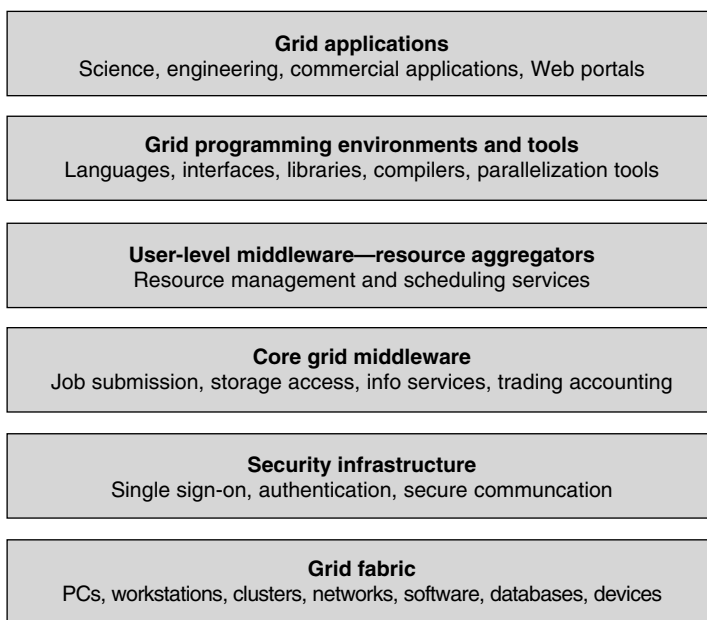 Grid applications
Science, engineering, commercial applications, Web portals
Grid programming environments and tools
Languages, interfaces, libraries, compilers, parallelization tools
User-level middleware—resource aggregators
Resource management and scheduling services
Core grid middleware
Job submission, storage access, info services, trading accounting
Security infrastructure
Single sign-on, authentication, secure communcation
Grid fabric
PCs, workstations, clusters, networks, software, databases, devices